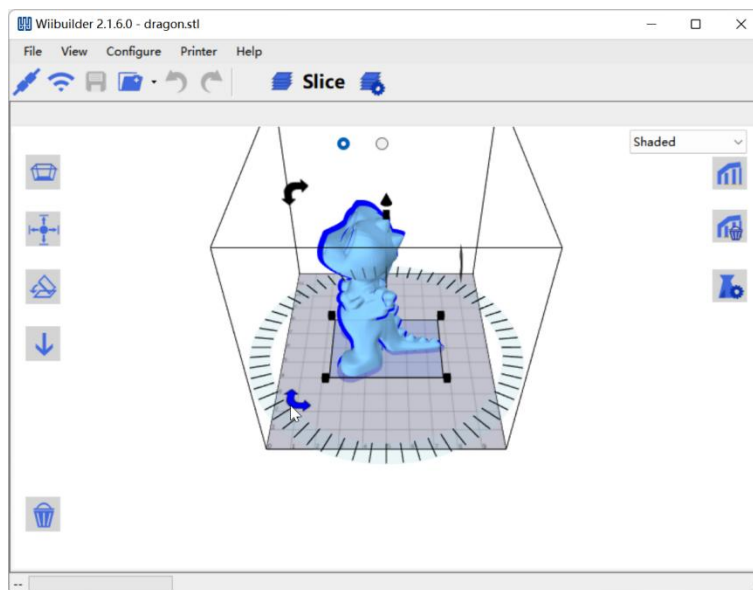 Wiibuilder 2.1.6.0 - dragon.stl
File View Configure Printer Help
Slice
Shaded
--